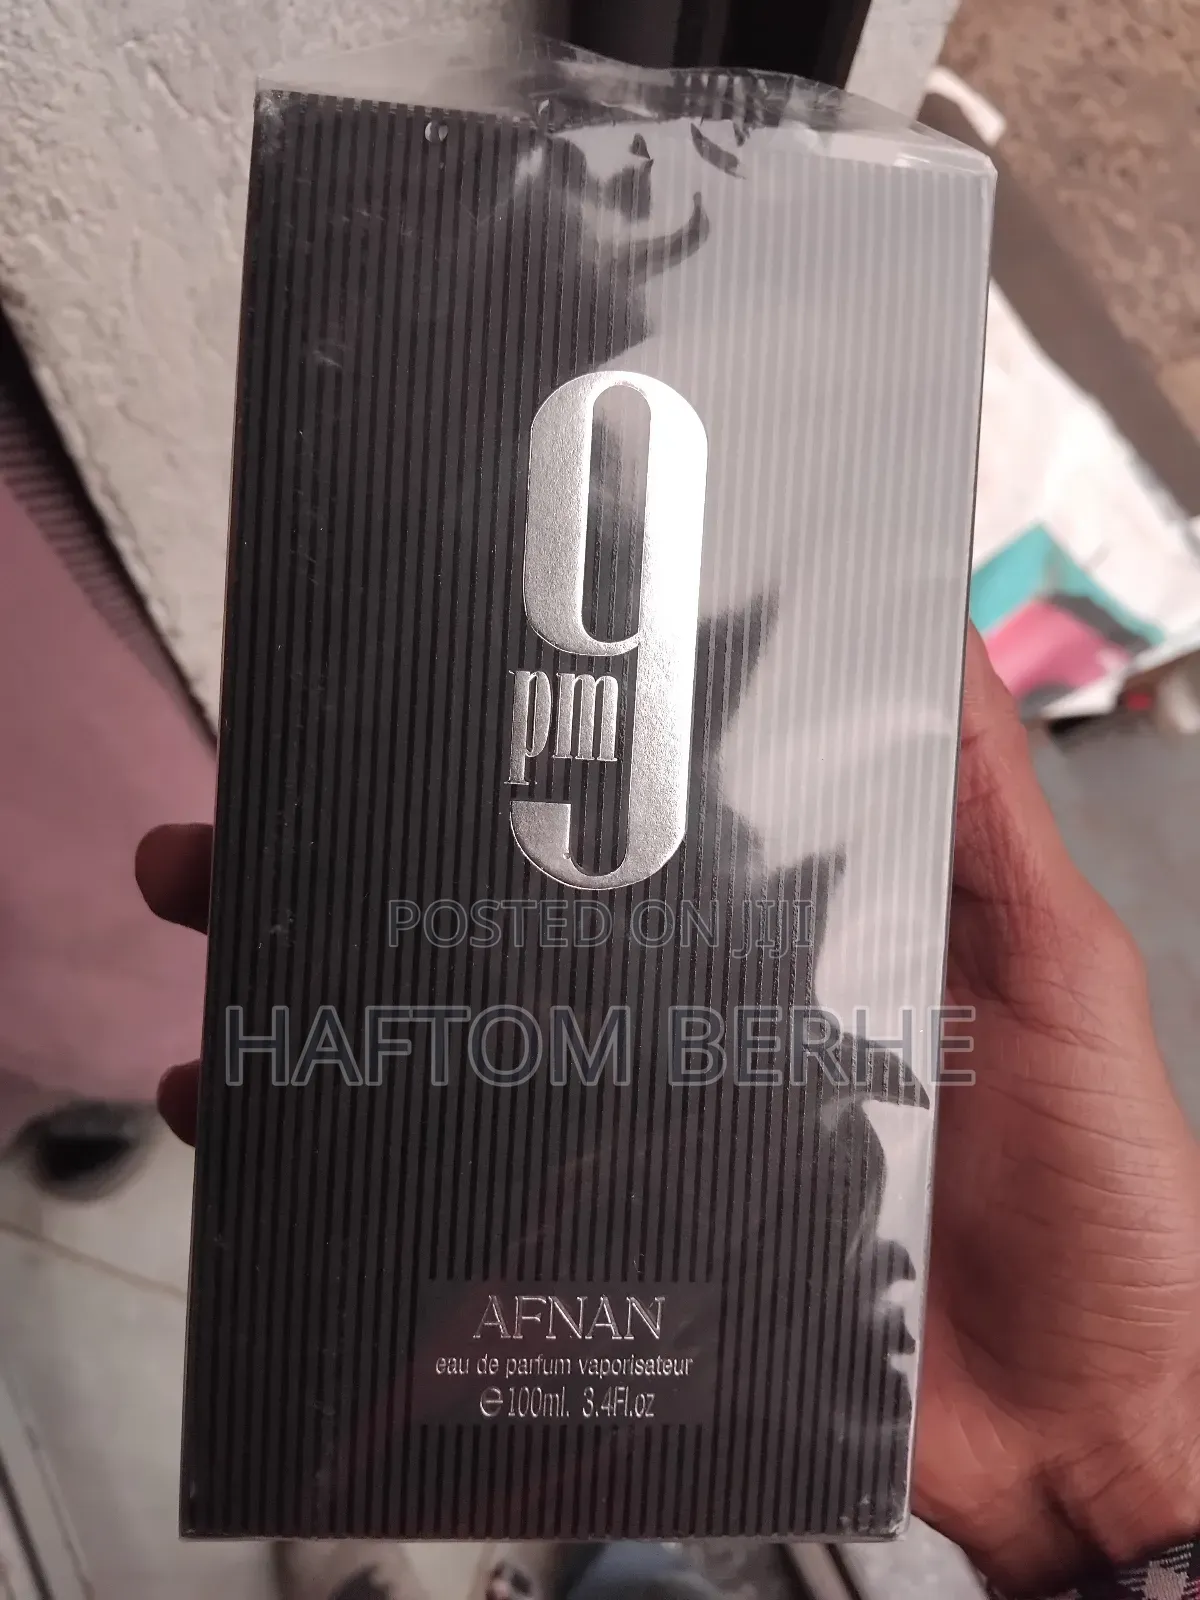 9
pm
POSTED ON JIJI
HAFTOM BERHE
AFNAN
eau de parfum vaporisateur
℮100ml. 3.4Fl.oz